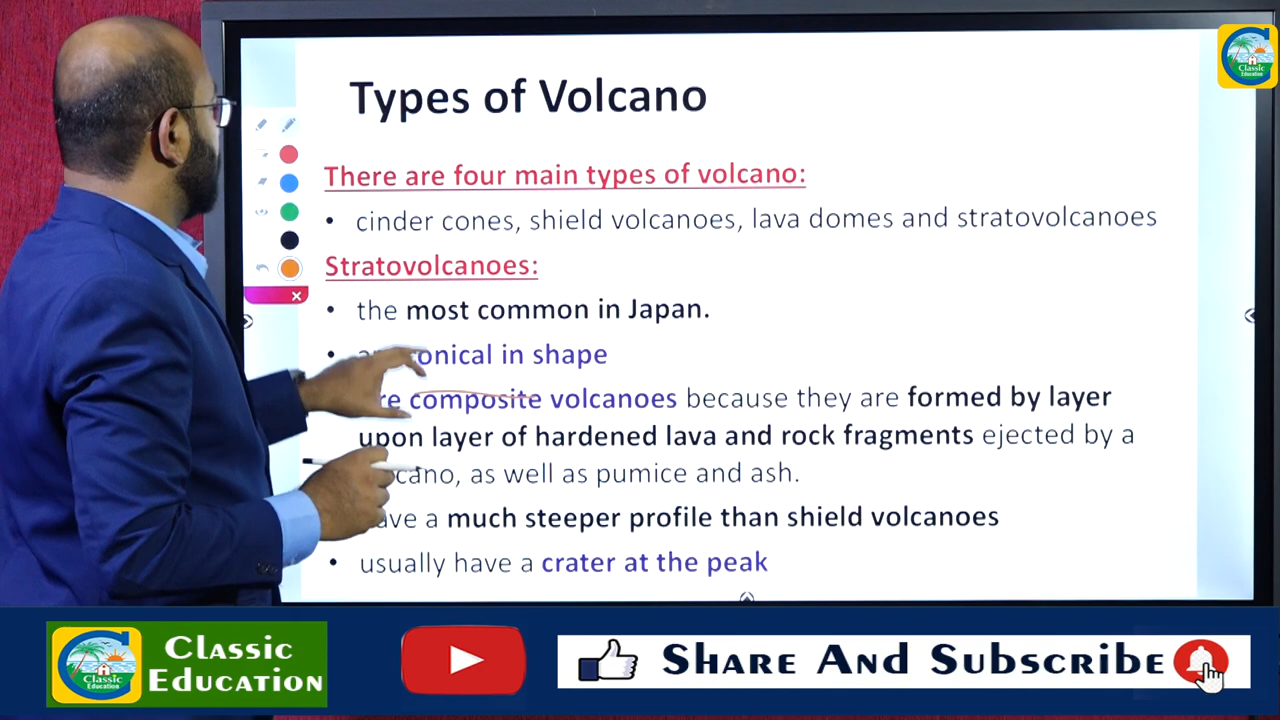 Classic
Education
Types of Volcano
There are four main types of volcano:
• cinder cones, shield volcanoes, lava domes and stratovolcanoes
Stratovolcanoes:
• the most common in Japan.
• conical in shape
composite volcanoes because they are formed by layer
upon layer of hardened lava and rock fragments ejected by a
as well as pumice and ash.
a much steeper profile than shield volcanoes
• usually have a crater at the peak
Classic
Education
Classic
Education
Share And Subscribe